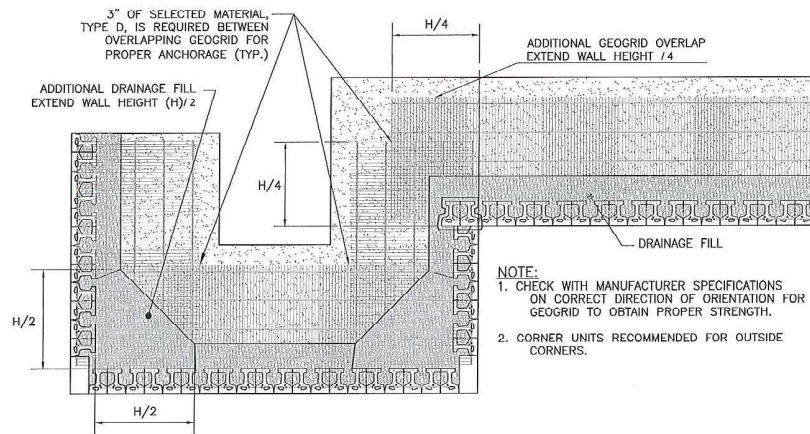 3" OF SELECTED MATERIAL,
TYPE D, IS REQUIRED BETWEEN
OVERLAPPING GEOGRID FOR
PROPER ANCHORAGE (TYP.)
H/4
ADDITIONAL GEOGRID OVERLAP
EXTEND WALL HEIGHT /4
ADDITIONAL DRAINAGE FILL
EXTEND WALL HEIGHT (H)/2
H/4
DRAINAGE FILL
H/2
NOTE:
1. CHECK WITH MANUFACTURER SPECIFICATIONS
ON CORRECT DIRECTION OF ORIENTATION FOR
GEOGRID TO OBTAIN PROPER STRENGTH.
2. CORNER UNITS RECOMMENDED FOR OUTSIDE
CORNERS.
H/2